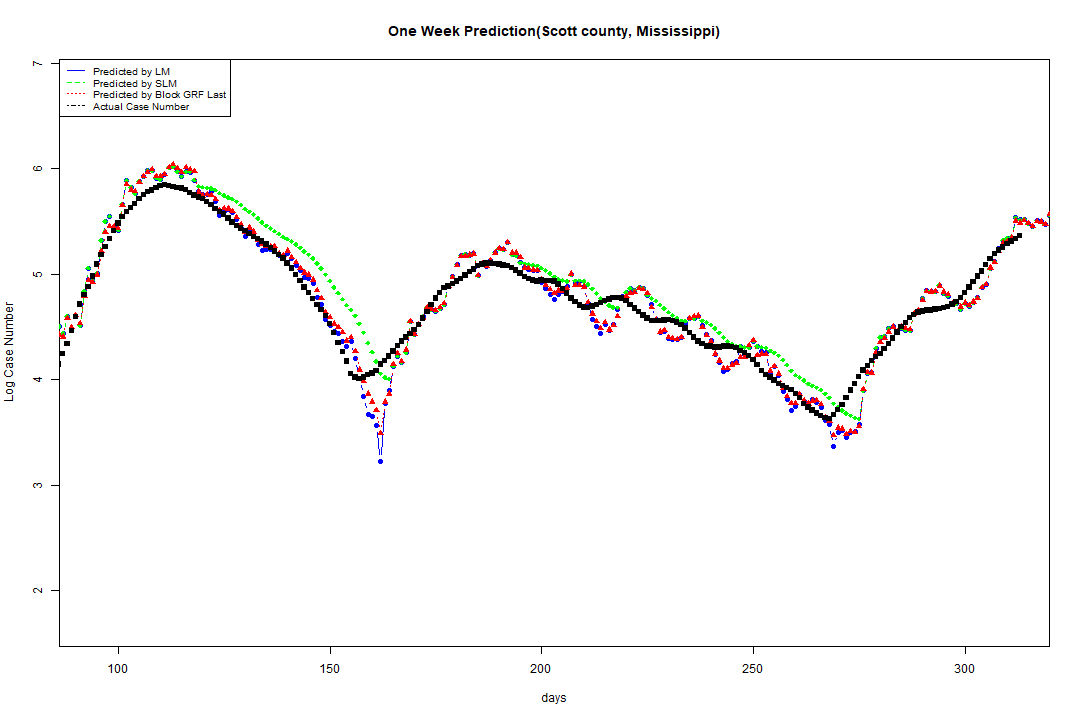 One Week Prediction(Scott county, Mississippi)
7
Predicted by LM
Predicted by SLM
Predicted by Block GRF Last
Actual Case Number
6
5
4
3
2
Log Case Number
100 150 200 250 300
days